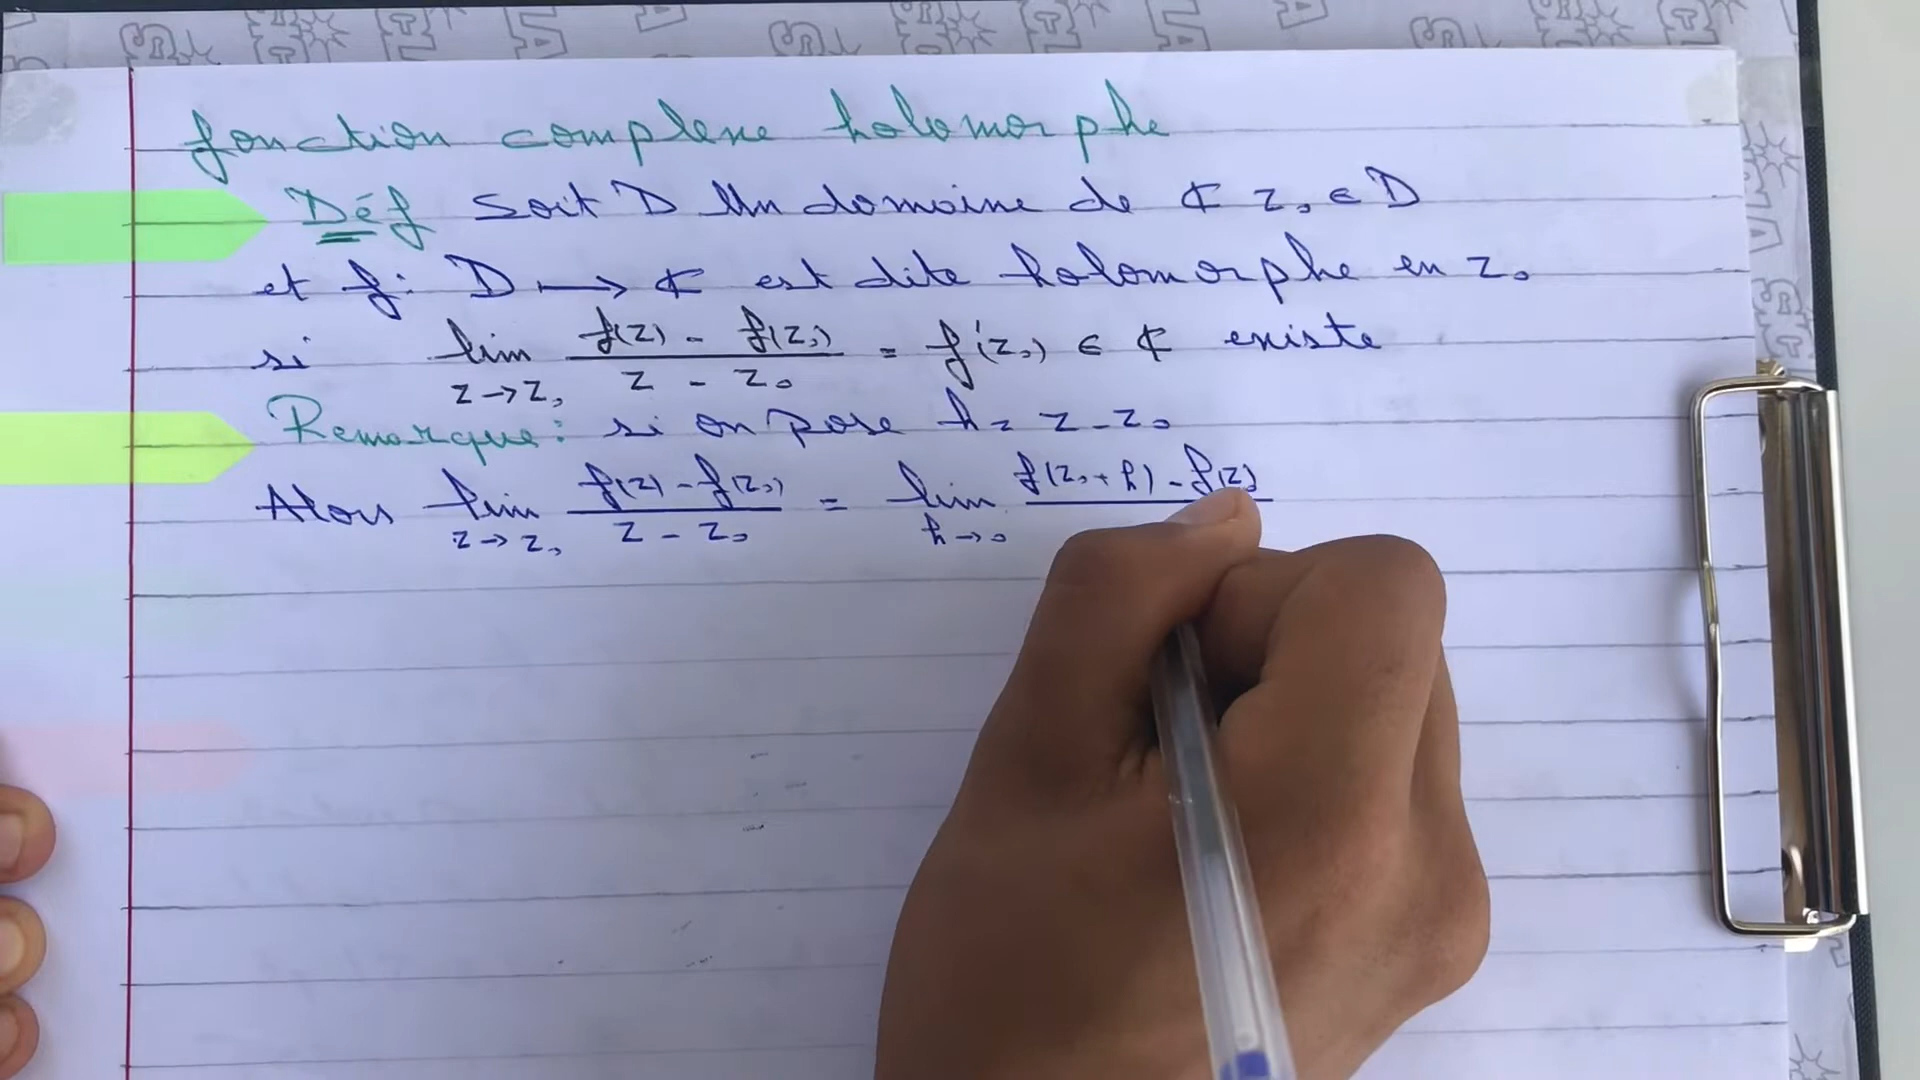 fonction complexe holomorphe
Déf Soit D Un domaine de ℂ z₀ ∈ D
et f: D ⟼ ℂ est dite holomorphe en z₀
si lim_{z→z₀} (f(z) - f(z₀)) / (z - z₀) = f'(z₀) ∈ ℂ existe
Remarque: si on pose h = z - z₀
Alors lim_{z→z₀} (f(z) - f(z₀)) / (z - z₀) = lim_{h→0} f(z₀+h) - f(z₀)